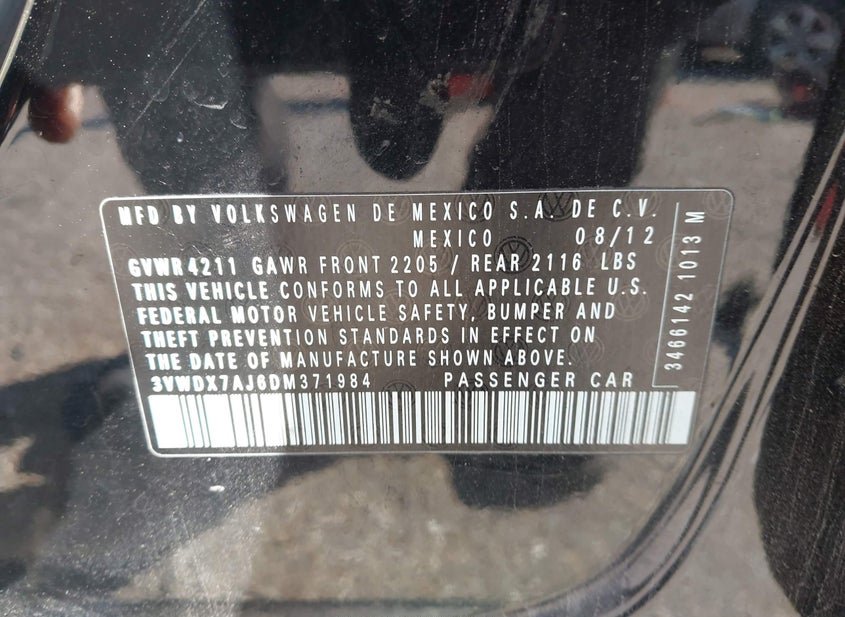 MFD BY VOLKSWAGEN DE MEXICO S.A. DE C.V.
MEXICO 08/12
GVWR4211 GAWR FRONT 2205 / REAR 2116 LBS
THIS VEHICLE CONFORMS TO ALL APPLICABLE U.S.
FEDERAL MOTOR VEHICLE SAFETY, BUMPER AND
THEFT PREVENTION STANDARDS IN EFFECT ON
THE DATE OF MANUFACTURE SHOWN ABOVE.
3VWDX7AJ6DM371984 PASSENGER CAR
3466142 1013 M